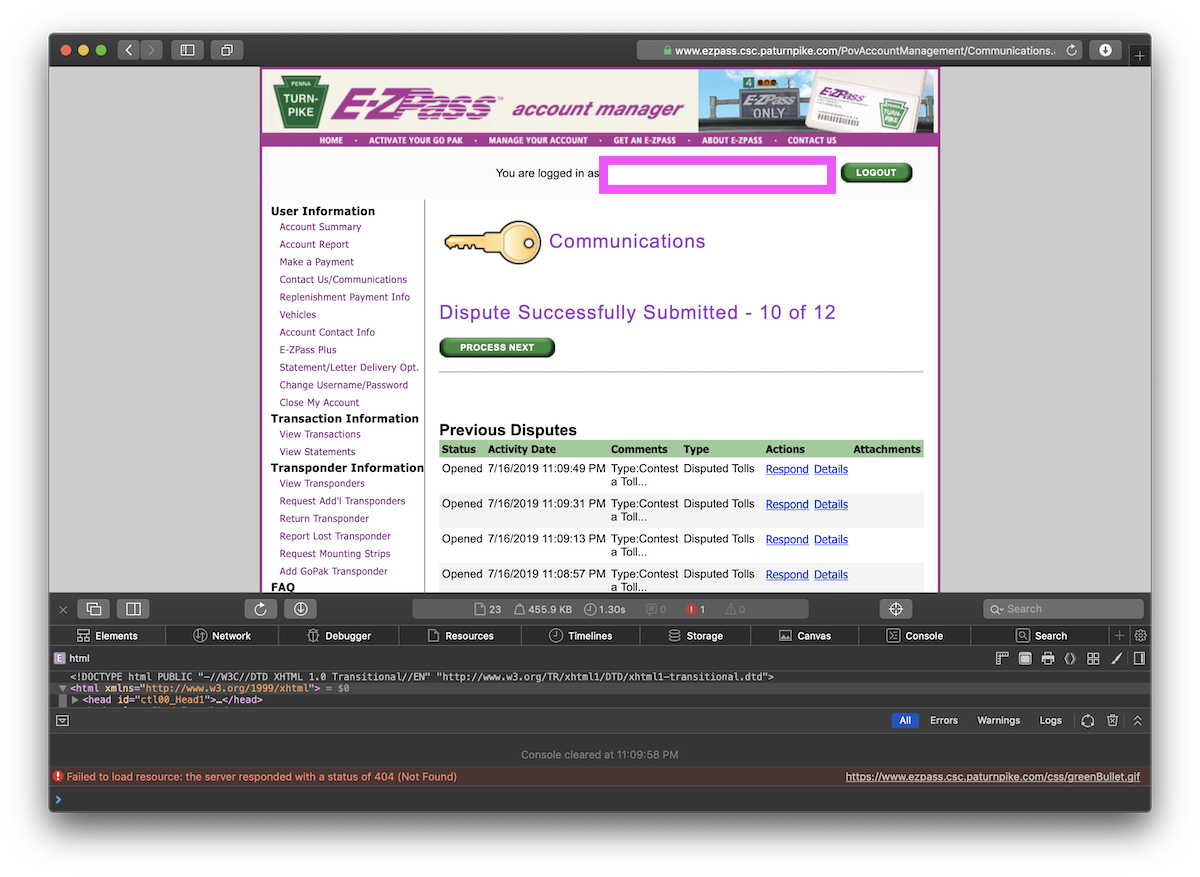 www.ezpass.csc.paturnpike.com/PovAccountManagement/Communications.
PENNA
TURN-
PIKE
E-ZPass account manager
4
E-ZPass
ONLY
E-ZPass
HOME · ACTIVATE YOUR GO PAK · MANAGE YOUR ACCOUNT · GET AN E-ZPASS · ABOUT E-ZPASS · CONTACT US
You are logged in as
LOGOUT
User Information
Account Summary
Account Report
Make a Payment
Contact Us/Communications
Replenishment Payment Info
Vehicles
Account Contact Info
E-ZPass Plus
Statement/Letter Delivery Opt.
Change Username/Password
Close My Account
Transaction Information
View Transactions
View Statements
Transponder Information
View Transponders
Request Add'l Transponders
Return Transponder
Report Lost Transponder
Request Mounting Strips
Add GoPak Transponder
FAQ
Communications
Dispute Successfully Submitted - 10 of 12
PROCESS NEXT
Previous Disputes
Status Activity Date Comments Type Actions Attachments
Opened 7/16/2019 11:09:49 PM Type:Contest Disputed Tolls Respond Details
a Toll...
Opened 7/16/2019 11:09:31 PM Type:Contest Disputed Tolls Respond Details
a Toll...
Opened 7/16/2019 11:09:13 PM Type:Contest Disputed Tolls Respond Details
a Toll...
Opened 7/16/2019 11:08:57 PM Type:Contest Disputed Tolls Respond Details
a Toll...
23 455.9 KB 1.30s 0 1 0 Search
Elements Network Debugger Resources Timelines Storage Canvas Console Search
E html
<!DOCTYPE html PUBLIC "-//W3C//DTD XHTML 1.0 Transitional//EN" "http://www.w3.org/TR/xhtml1/DTD/xhtml1-transitional.dtd">
<html xmlns="http://www.w3.org/1999/xhtml"> = $0
<head id="ctl00_Head1">…</head>
All Errors Warnings Logs
Console cleared at 11:09:58 PM
Failed to load resource: the server responded with a status of 404 (Not Found) https://www.ezpass.csc.paturnpike.com/css/greenBullet.gif